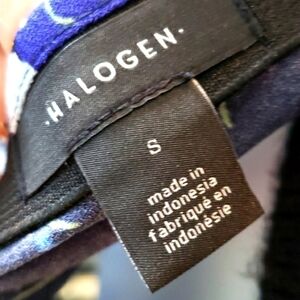 ·HALOGEN·
S
made in
indonesia
fabriqué en
indonésie